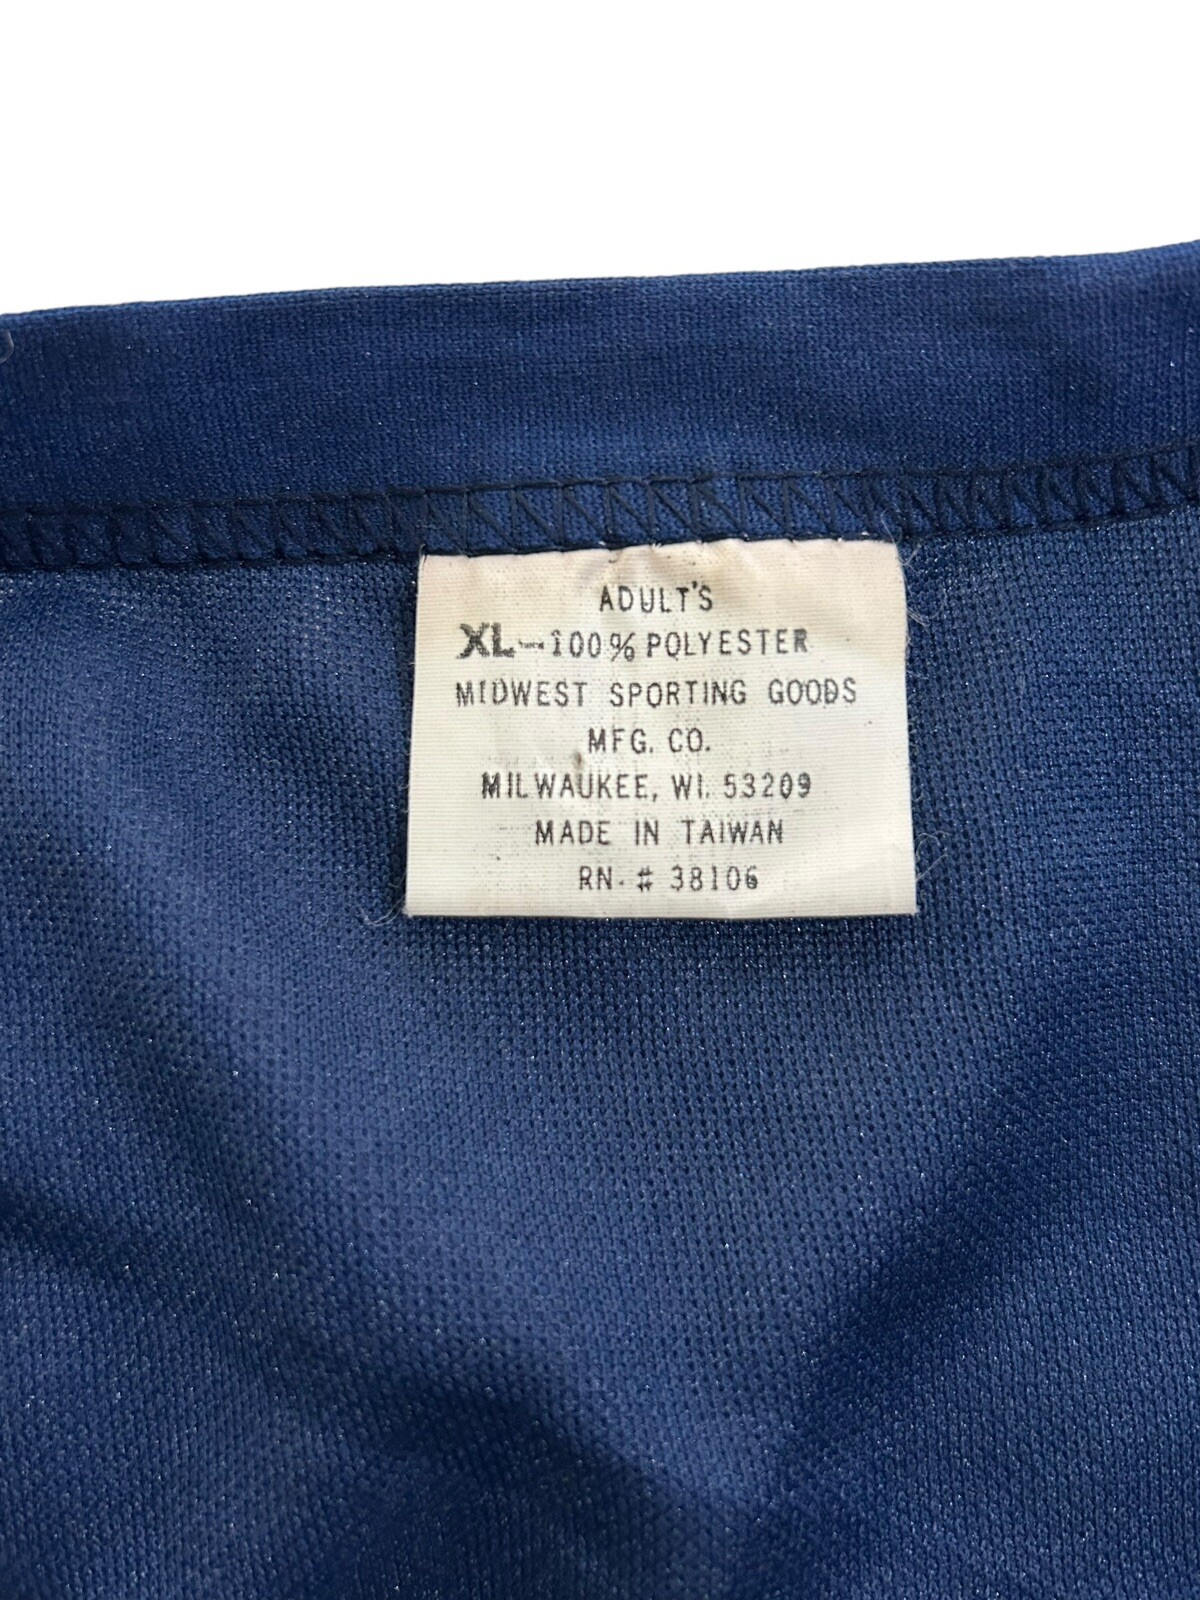 ADULT'S
XL-100% POLYESTER
MIDWEST SPORTING GOODS
MFG. CO.
MILWAUKEE, WI. 53209
MADE IN TAIWAN
RN. # 38106